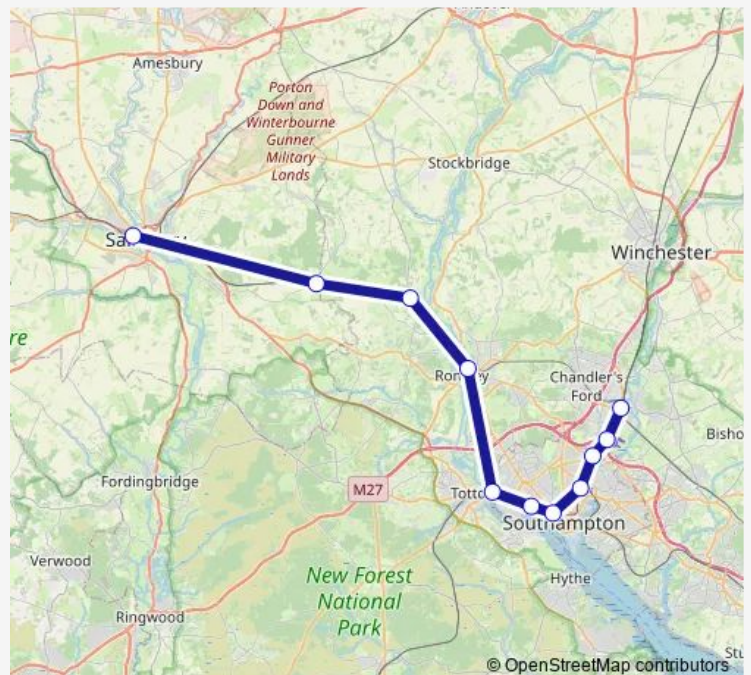 Amesbury
Porton
Down and
Winterbourne
Gunner
Military
Lands
Stockbridge
Winchester
Chandler's
Ford
M27
Fordingbridge
Southampton
Verwood
Hythe
New Forest
National
Park
Ringwood
© OpenStreetMap contributors